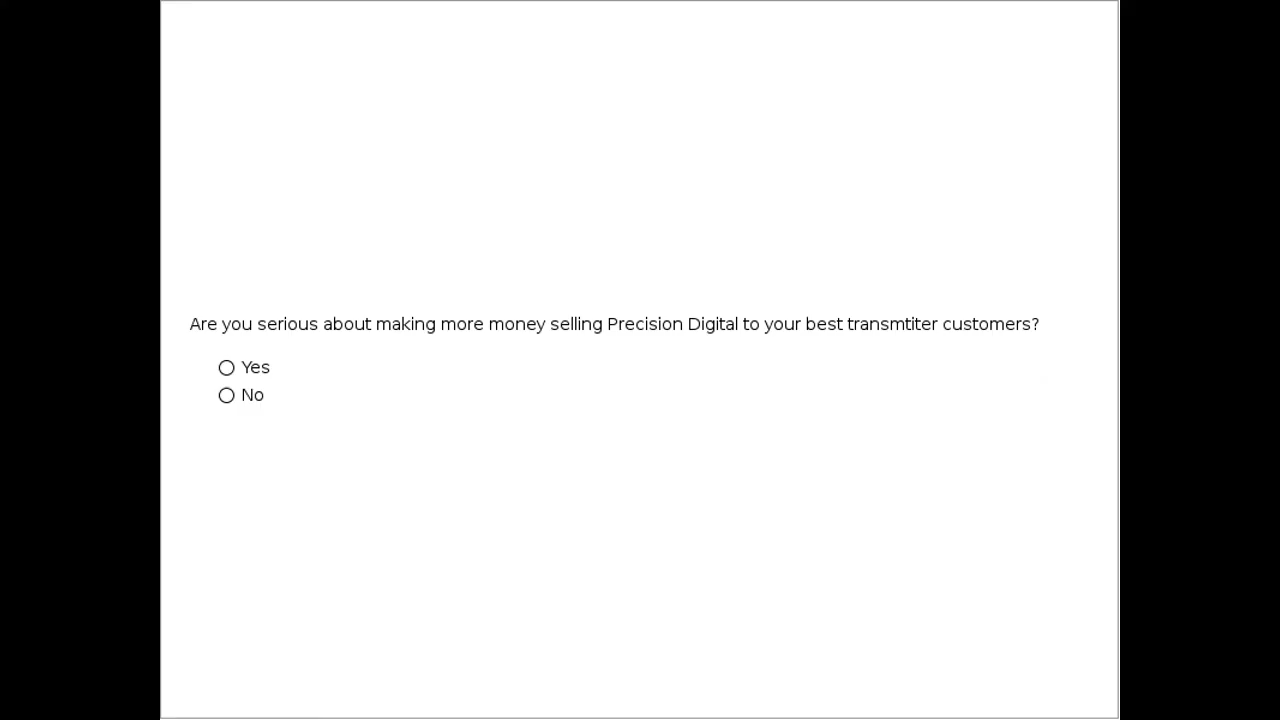 Are you serious about making more money selling Precision Digital to your best transmtiter customers?
Yes
No